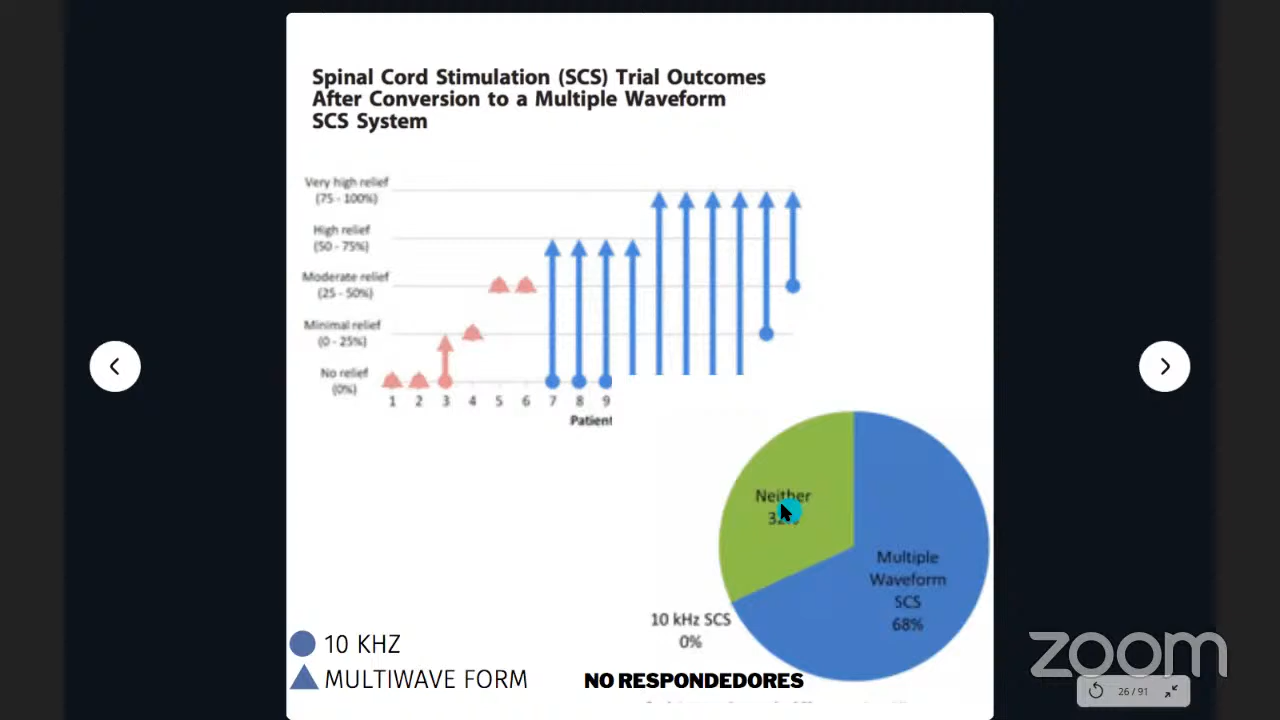 Spinal Cord Stimulation (SCS) Trial Outcomes
After Conversion to a Multiple Waveform
SCS System
Very high relief
(75 - 100%)
High relief
(50 - 75%)
Moderate relief
(25 - 50%)
Minimal relief
(0 - 25%)
No relief
(0%)
1 2 3 4 5 6 7 8 9
Patient
Neither
Multiple
Waveform
SCS
68%
10 kHz SCS
0%
10 KHZ
MULTIWAVE FORM
NO RESPONDEDORES
zoom
26 / 91